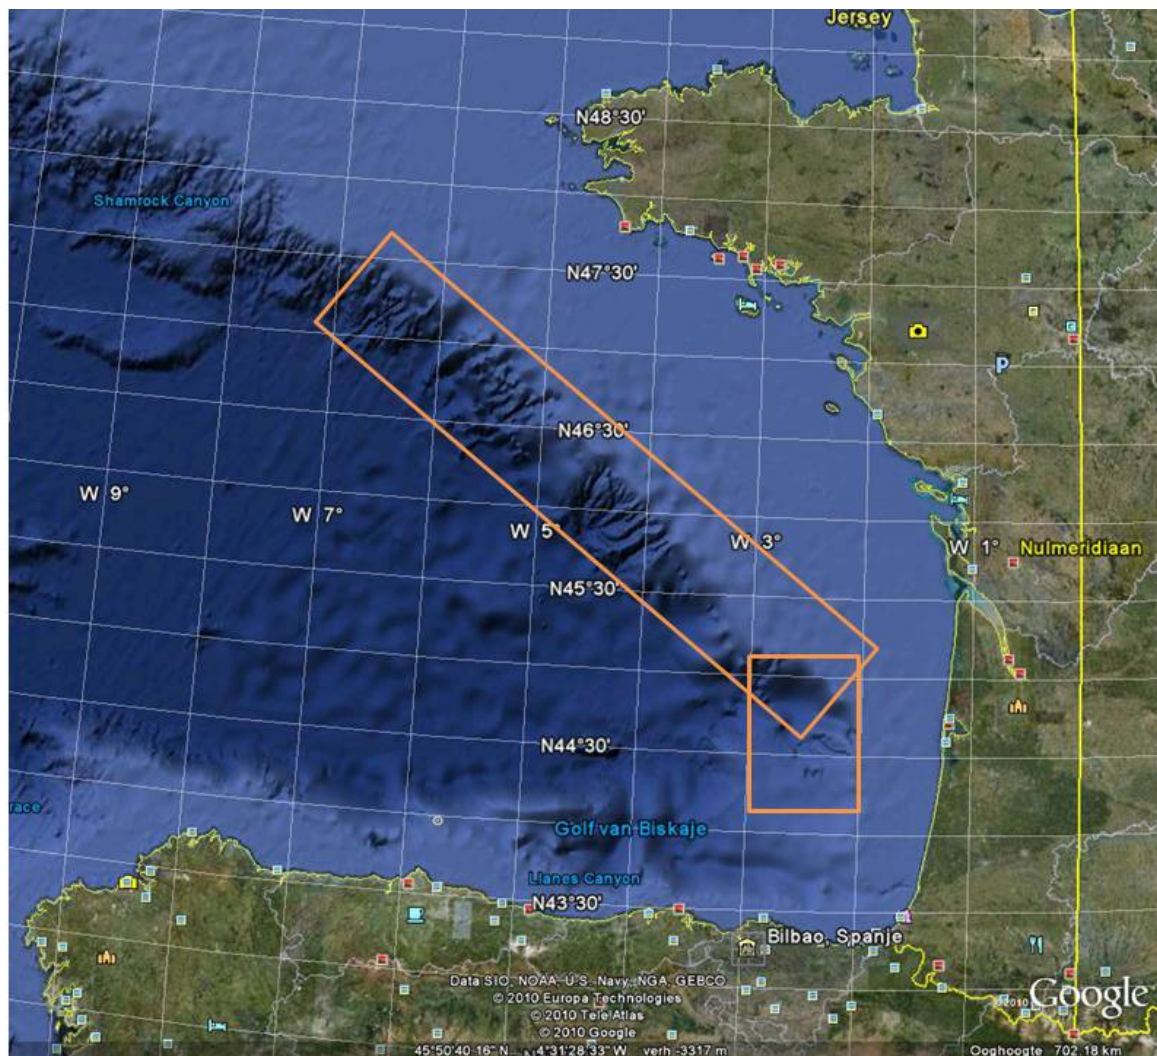 Jersey
N48°30'
Shamrock Canyon
N47°30'
P
N46°30'
W 9°
W 7°
W 5°
W 3°
W 1°
Nulmeridiaan
N45°30'
N44°30'
race
Golf van Biskaje
Llanes Canyon
N43°30'
Bilbao, Spanje
Data SIO, NOAA, U.S. Navy, NGA, GEBCO
© 2010 Europa Technologies
© 2010 Tele Atlas
© 2010 Google
©2010 Google
45°50'40.16" N 4°31'28.33" W verh -3317 m
Ooghoogte 702.18 km